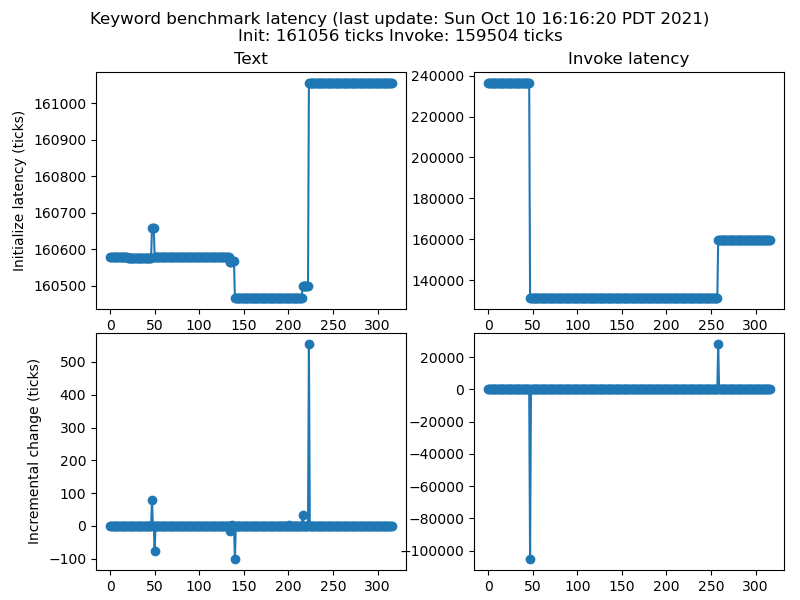 Keyword benchmark latency (last update: Sun Oct 10 16:16:20 PDT 2021)
Init: 161056 ticks Invoke: 159504 ticks
Text
Invoke latency
Initialize latency (ticks)
161000
160900
160800
160700
160600
160500
0 50 100 150 200 250 300
240000
220000
200000
180000
160000
140000
0 50 100 150 200 250 300
Incremental change (ticks)
500
400
300
200
100
0
−100
0 50 100 150 200 250 300
20000
0
−20000
−40000
−60000
−80000
−100000
0 50 100 150 200 250 300